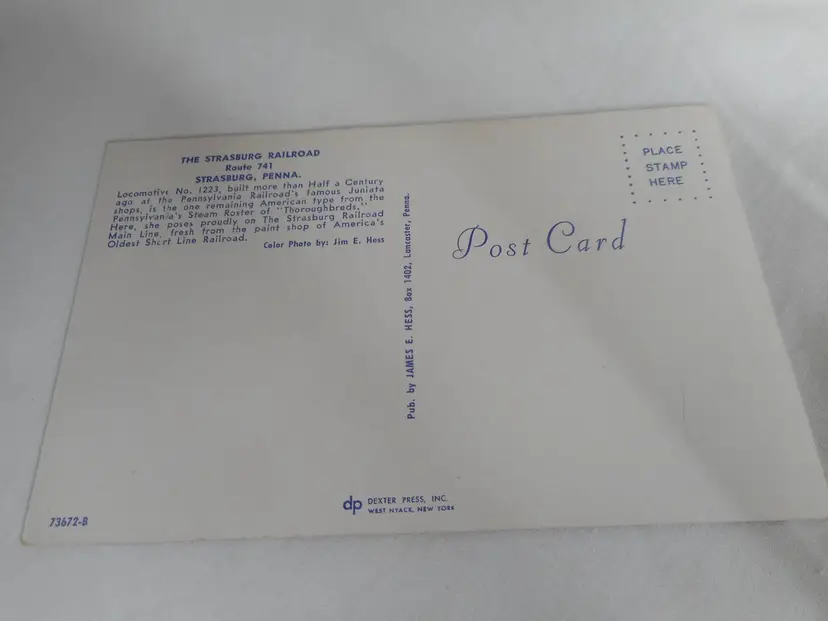 THE STRASBURG RAILROAD
Route 741
STRASBURG, PENNA.
Locomotive No. 1223, built more than Half a Century
ago at the Pennsylvania Railroad's famous Juniata
shops, is the one remaining American type from the
Pennsylvania's Steam Roster of "Thoroughbreds."
Here, she poses proudly on The Strasburg Railroad
Main Line, fresh from the paint shop of America's
Oldest Short Line Railroad.
Color Photo by: Jim E. Hess
Pub. by JAMES E. HESS, Box 1402, Lancaster, Penna.
PLACE
STAMP
HERE
Post Card
dp DEXTER PRESS, INC.
WEST NYACK, NEW YORK
73672-B